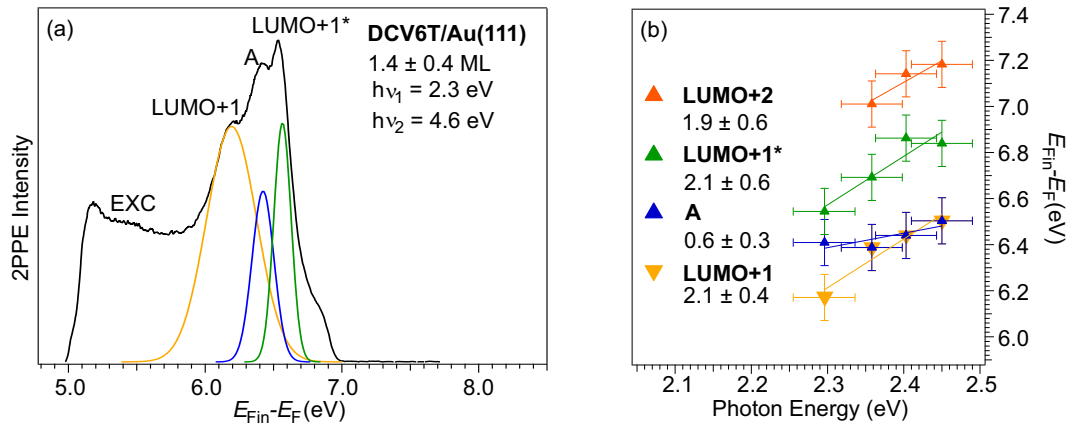 (a)
LUMO+1*
A
LUMO+1
EXC
DCV6T/Au(111)
1.4 ± 0.4 ML
hν₁ = 2.3 eV
hν₂ = 4.6 eV
2PPE Intensity
5.0 6.0 7.0 8.0
E_Fin-E_F(eV)
(b)
LUMO+2
1.9 ± 0.6
LUMO+1*
2.1 ± 0.6
A
0.6 ± 0.3
LUMO+1
2.1 ± 0.4
7.4
7.2
7.0
6.8
6.6
6.4
6.2
6.0
E_Fin-E_F(eV)
2.1 2.2 2.3 2.4 2.5
Photon Energy (eV)